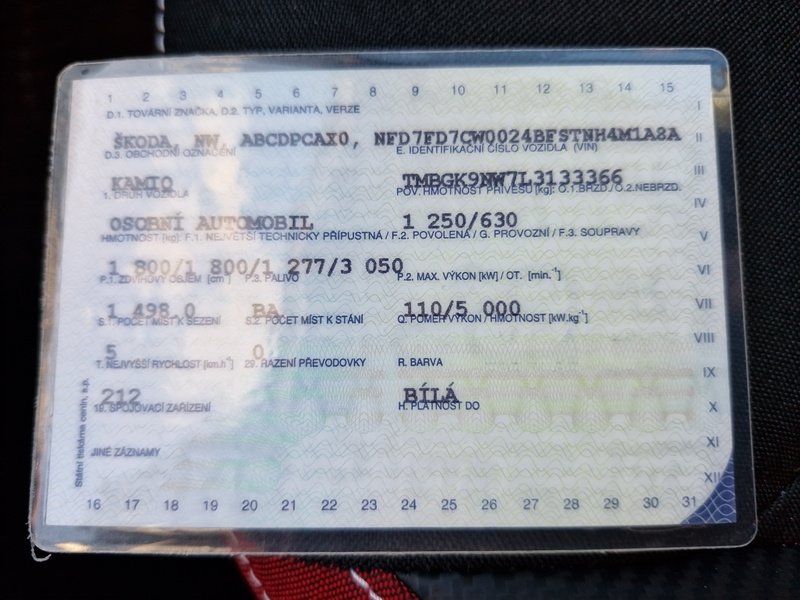 1 2 3 4 5 6 7 8 9 10 11 12 13 14 15
I
D.1. TOVÁRNÍ ZNAČKA, D.2. TYP, VARIANTA, VERZE
ŠKODA, NW, ABCDPCAX0, NFD7FD7CW0024BFSTNH4M1A8A II
D.3. OBCHODNÍ OZNAČENÍ E. IDENTIFIKAČNÍ ČÍSLO VOZIDLA (VIN)
KAMIQ TMBGK9NW7L3133366 III
1. DRUH VOZIDLA POV. HMOTNOST PŘÍVĚSU [kg]: O.1.BRZD./O.2.NEBRZD.
IV
OSOBNÍ AUTOMOBIL 1 250/630
HMOTNOST [kg]: F.1. NEJVĚTŠÍ TECHNICKY PŘÍPUSTNÁ / F.2. POVOLENÁ / G. PROVOZNÍ / F.3. SOUPRAVY V
1 800/1 800/1 277/3 050
P.1. ZDVIHOVÝ OBJEM [cm³] P.3. PALIVO P.2. MAX. VÝKON [kW] / OT. [min.⁻¹] VI
1 498.0 BA 110/5 000 VII
S.1. POČET MÍST K SEZENÍ S.2. POČET MÍST K STÁNÍ Q. POMĚR VÝKON / HMOTNOST [kW.kg⁻¹]
VIII
5 0
T. NEJVYŠŠÍ RYCHLOST [km.h⁻¹] 29. ŘAZENÍ PŘEVODOVKY R. BARVA
IX
212 BÍLÁ
18. SPOJOVACÍ ZAŘÍZENÍ H. PLATNOST DO X
XI
JINÉ ZÁZNAMY
XII
16 17 18 19 20 21 22 23 24 25 26 27 28 29 30 31
Státní tiskárna cenin, s.p.